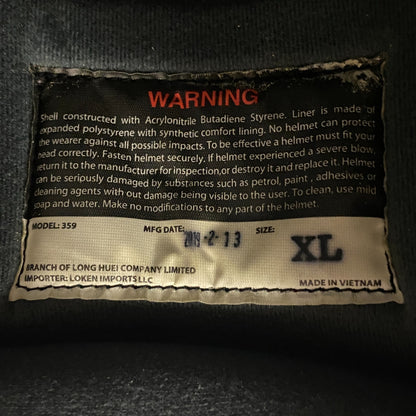 WARNING
Shell constructed with Acrylonitrile Butadiene Styrene. Liner is made of
expanded polystyrene with synthetic comfort lining. No helmet can protect
the wearer against all possible impacts. To be effective a helmet must fit your
head correctly. Fasten helmet securely. If helmet experienced a severe blow,
return it to the manufacturer for inspection,or destroy it and replace it. Helmet
can be seripusly damaged by substances such as petrol, paint , adhesives or
cleaning agents with out damage being visible to the user. To clean, use mild
soap and water. Make no modifications to any part of the helmet.
MODEL: 359 MFG DATE: 2019-2-13 SIZE: XL
BRANCH OF LONG HUEI COMPANY LIMITED
IMPORTER: LOKEN IMPORTS LLC MADE IN VIETNAM